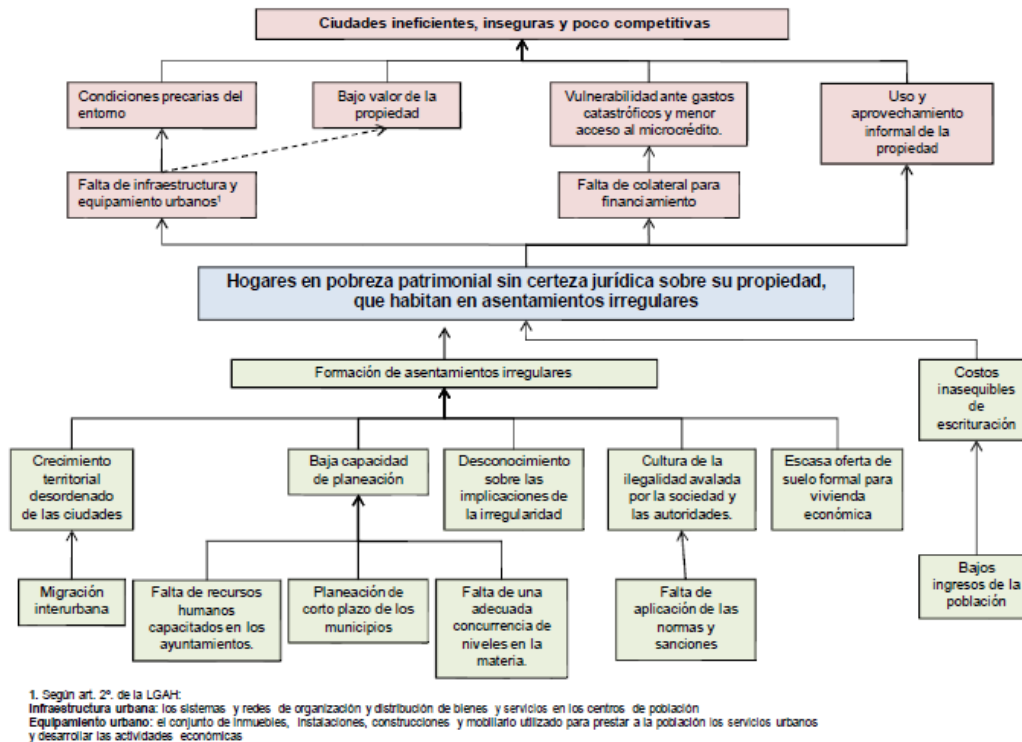 Ciudades ineficientes, inseguras y poco competitivas
Condiciones precarias del
entorno
Bajo valor de la
propiedad
Vulnerabilidad ante gastos
catastróficos y menor
acceso al microcrédito.
Uso y
aprovechamiento
informal de la
propiedad
Falta de infraestructura y
equipamiento urbanos¹
Falta de colateral para
financiamiento
Hogares en pobreza patrimonial sin certeza jurídica sobre su propiedad,
que habitan en asentamientos irregulares
Formación de asentamientos irregulares
Costos
inasequibles
de
escrituración
Crecimiento
territorial
desordenado
de las ciudades
Baja capacidad
de planeación
Desconocimiento
sobre las
implicaciones de
la irregularidad
Cultura de la
ilegalidad avalada
por la sociedad y
las autoridades.
Escasa oferta de
suelo formal para
vivienda
económica
Migración
interurbana
Falta de recursos
humanos
capacitados en los
ayuntamientos.
Planeación de
corto plazo de los
municipios
Falta de una
adecuada
concurrencia de
niveles en la
materia.
Falta de
aplicación de las
normas y
sanciones
Bajos
ingresos de la
población
1. Según art. 2º. de la LGAH:
Infraestructura urbana: los sistemas y redes de organización y distribución de bienes y servicios en los centros de población
Equipamiento urbano: el conjunto de inmuebles, instalaciones, construcciones y mobiliario utilizado para prestar a la población los servicios urbanos
y desarrollar las actividades económicas